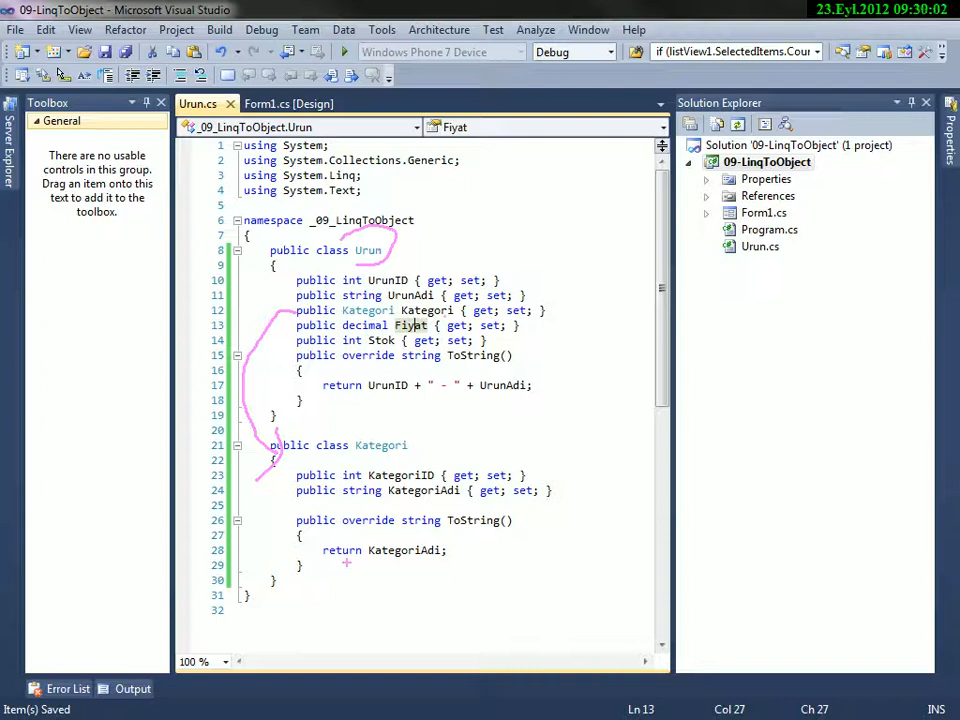 09-LinqToObject - Microsoft Visual Studio
23.Eyl.2012 09:30:02
File Edit View Refactor Project Build Debug Team Data Tools Architecture Test Analyze Window Help
Windows Phone 7 Device Debug if (listView1.SelectedItems.Cour
Toolbox
Urun.cs Form1.cs [Design]
Solution Explorer
General
_09_LinqToObject.Urun Fiyat
Server Explorer
There are no usable
controls in this group.
Drag an item onto this
text to add it to the
toolbox.
1 using System;
2 using System.Collections.Generic;
3 using System.Linq;
4 using System.Text;
5
6 namespace _09_LinqToObject
7 {
8 public class Urun
9 {
10 public int UrunID { get; set; }
11 public string UrunAdi { get; set; }
12 public Kategori Kategori { get; set; }
13 public decimal Fiyat { get; set; }
14 public int Stok { get; set; }
15 public override string ToString()
16 {
17 return UrunID + " - " + UrunAdi;
18 }
19 }
20
21 public class Kategori
22 {
23 public int KategoriID { get; set; }
24 public string KategoriAdi { get; set; }
25
26 public override string ToString()
27 {
28 return KategoriAdi;
29 }
30 }
31 }
32
100 %
Solution '09-LinqToObject' (1 project)
09-LinqToObject
Properties
References
Form1.cs
Program.cs
Urun.cs
Properties
Error List Output
Item(s) Saved Ln 13 Col 27 Ch 27 INS